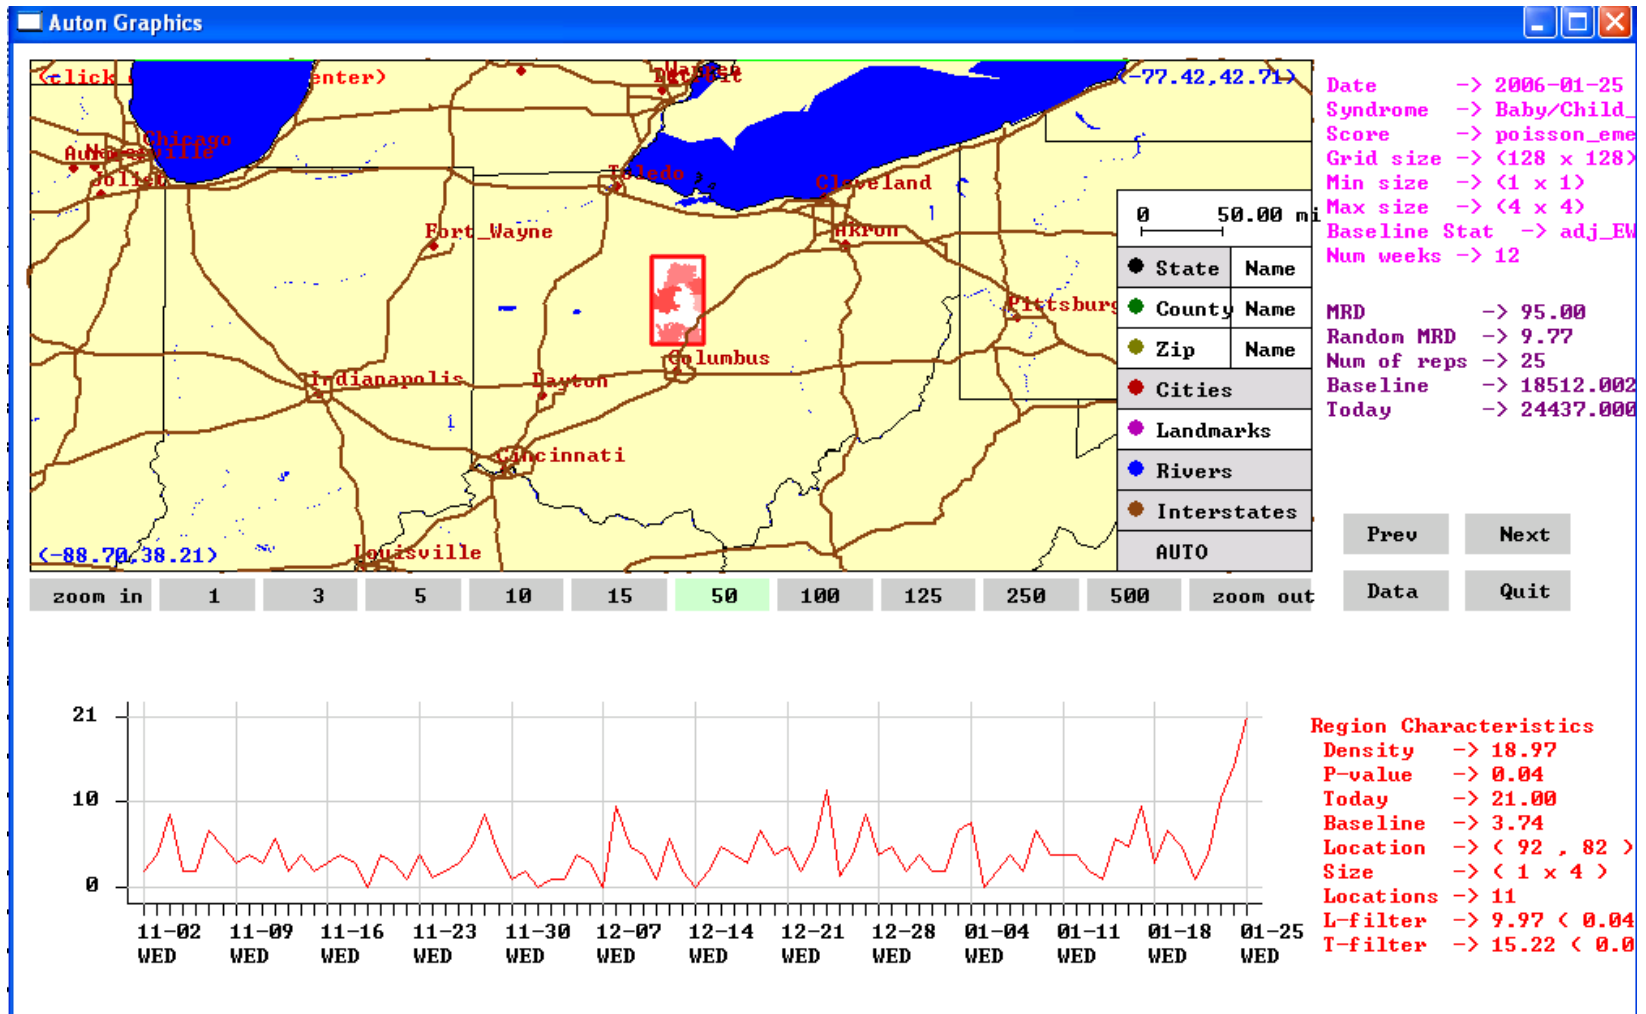 Auton Graphics
(click enter)
(-77.42,42.71)
Warren
Detroit
Chicago
Joliet
Toledo
Cleveland
Fort_Wayne
Akron
Pittsburg
Columbus
Indianapolis
Dayton
Cincinnati
Louisville
(-88.70,38.21)
0 50.00 mi
State Name
County Name
Zip Name
Cities
Landmarks
Rivers
Interstates
AUTO
zoom in 1 3 5 10 15 50 100 125 250 500 zoom out
Date -> 2006-01-25
Syndrome -> Baby/Child_
Score -> poisson_eme
Grid size -> (128 x 128)
Min size -> (1 x 1)
Max size -> (4 x 4)
Baseline Stat -> adj_EW
Num weeks -> 12
MRD -> 95.00
Random MRD -> 9.77
Num of reps -> 25
Baseline -> 18512.002
Today -> 24437.000
Prev Next
Data Quit
21
10
0
11-02 11-09 11-16 11-23 11-30 12-07 12-14 12-21 12-28 01-04 01-11 01-18 01-25
WED WED WED WED WED WED WED WED WED WED WED WED WED
Region Characteristics
Density -> 18.97
P-value -> 0.04
Today -> 21.00
Baseline -> 3.74
Location -> ( 92 , 82 )
Size -> ( 1 x 4 )
Locations -> 11
L-filter -> 9.97 ( 0.04
T-filter -> 15.22 ( 0.0